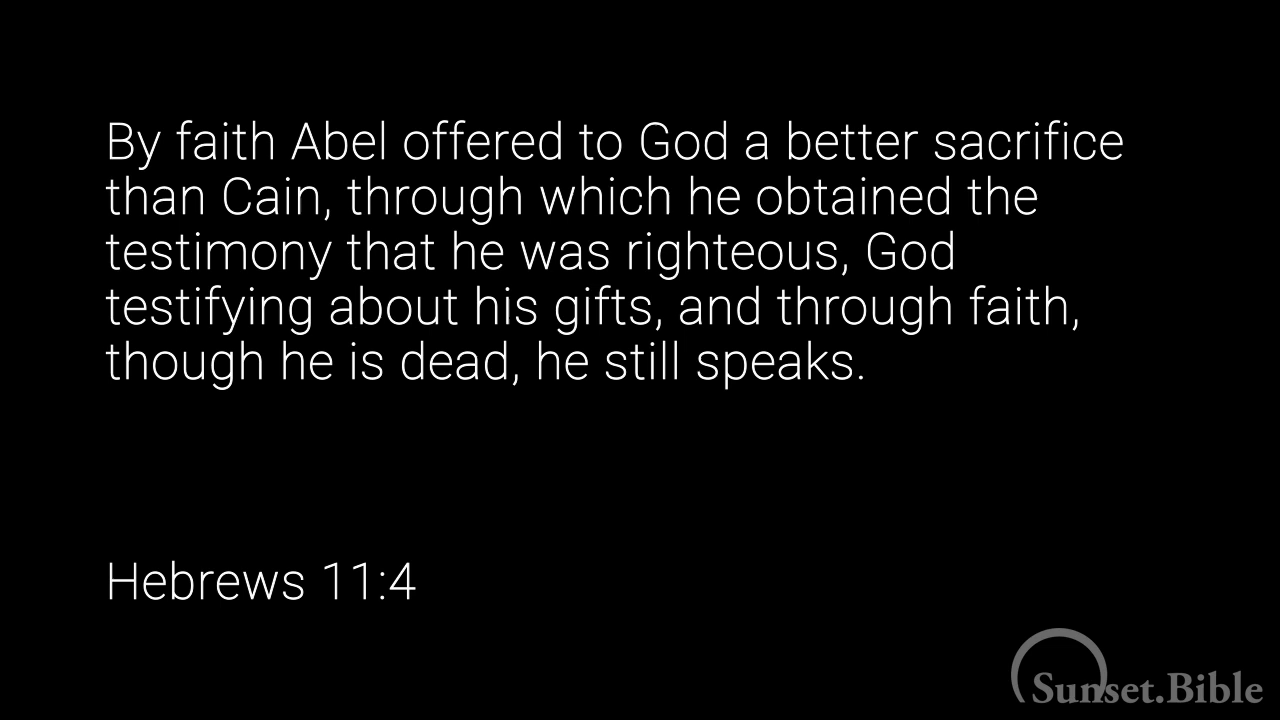 By faith Abel offered to God a better sacrifice
than Cain, through which he obtained the
testimony that he was righteous, God
testifying about his gifts, and through faith,
though he is dead, he still speaks.
Hebrews 11:4
Sunset.Bible